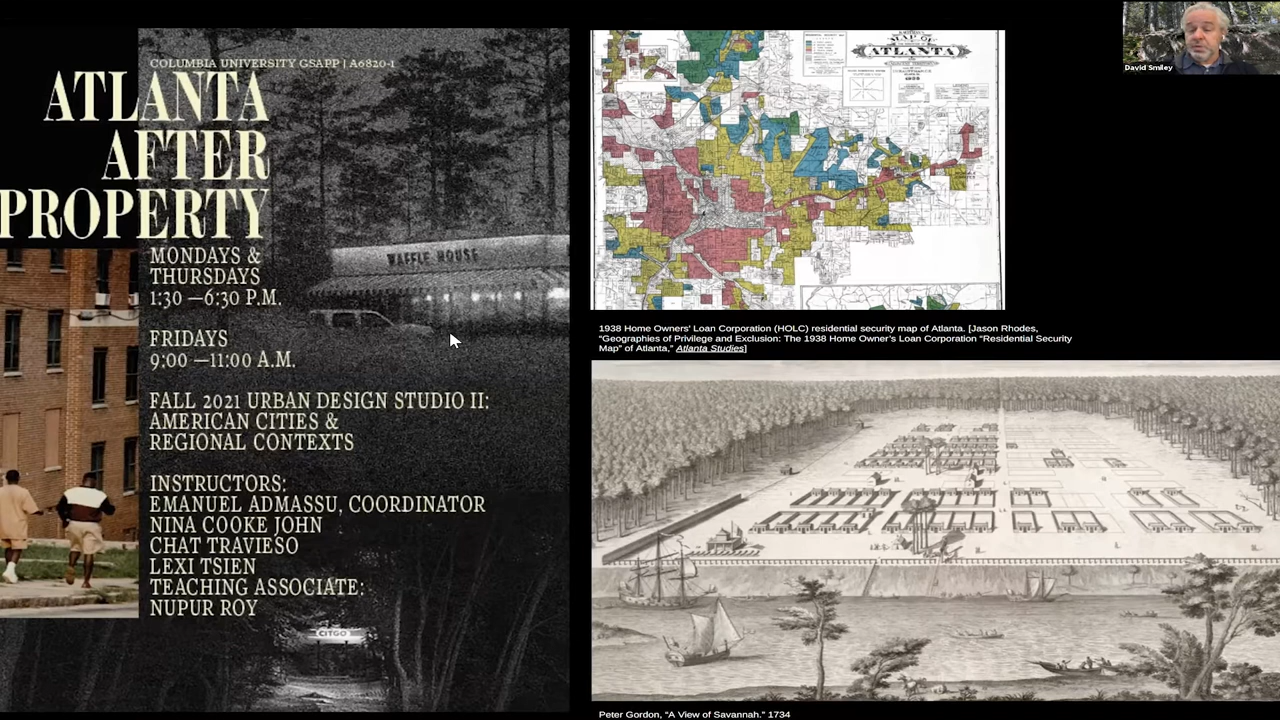 COLUMBIA UNIVERSITY GSAPP | A6820-1
ATLANTA
AFTER
PROPERTY
MONDAYS &
THURSDAYS
1:30 —6:30 P.M.
FRIDAYS
9:00 —11:00 A.M.
FALL 2021 URBAN DESIGN STUDIO II:
AMERICAN CITIES &
REGIONAL CONTEXTS
INSTRUCTORS:
EMANUEL ADMASSU, COORDINATOR
NINA COOKE JOHN
CHAT TRAVIESO
LEXI TSIEN
TEACHING ASSOCIATE:
NUPUR ROY
WAFFLE HOUSE
CITGO
MAP OF
ATLANTA
1938 Home Owners' Loan Corporation (HOLC) residential security map of Atlanta. [Jason Rhodes,
“Geographies of Privilege and Exclusion: The 1938 Home Owner’s Loan Corporation “Residential Security
Map” of Atlanta,” Atlanta Studies]
Peter Gordon, “A View of Savannah.” 1734
David Smiley